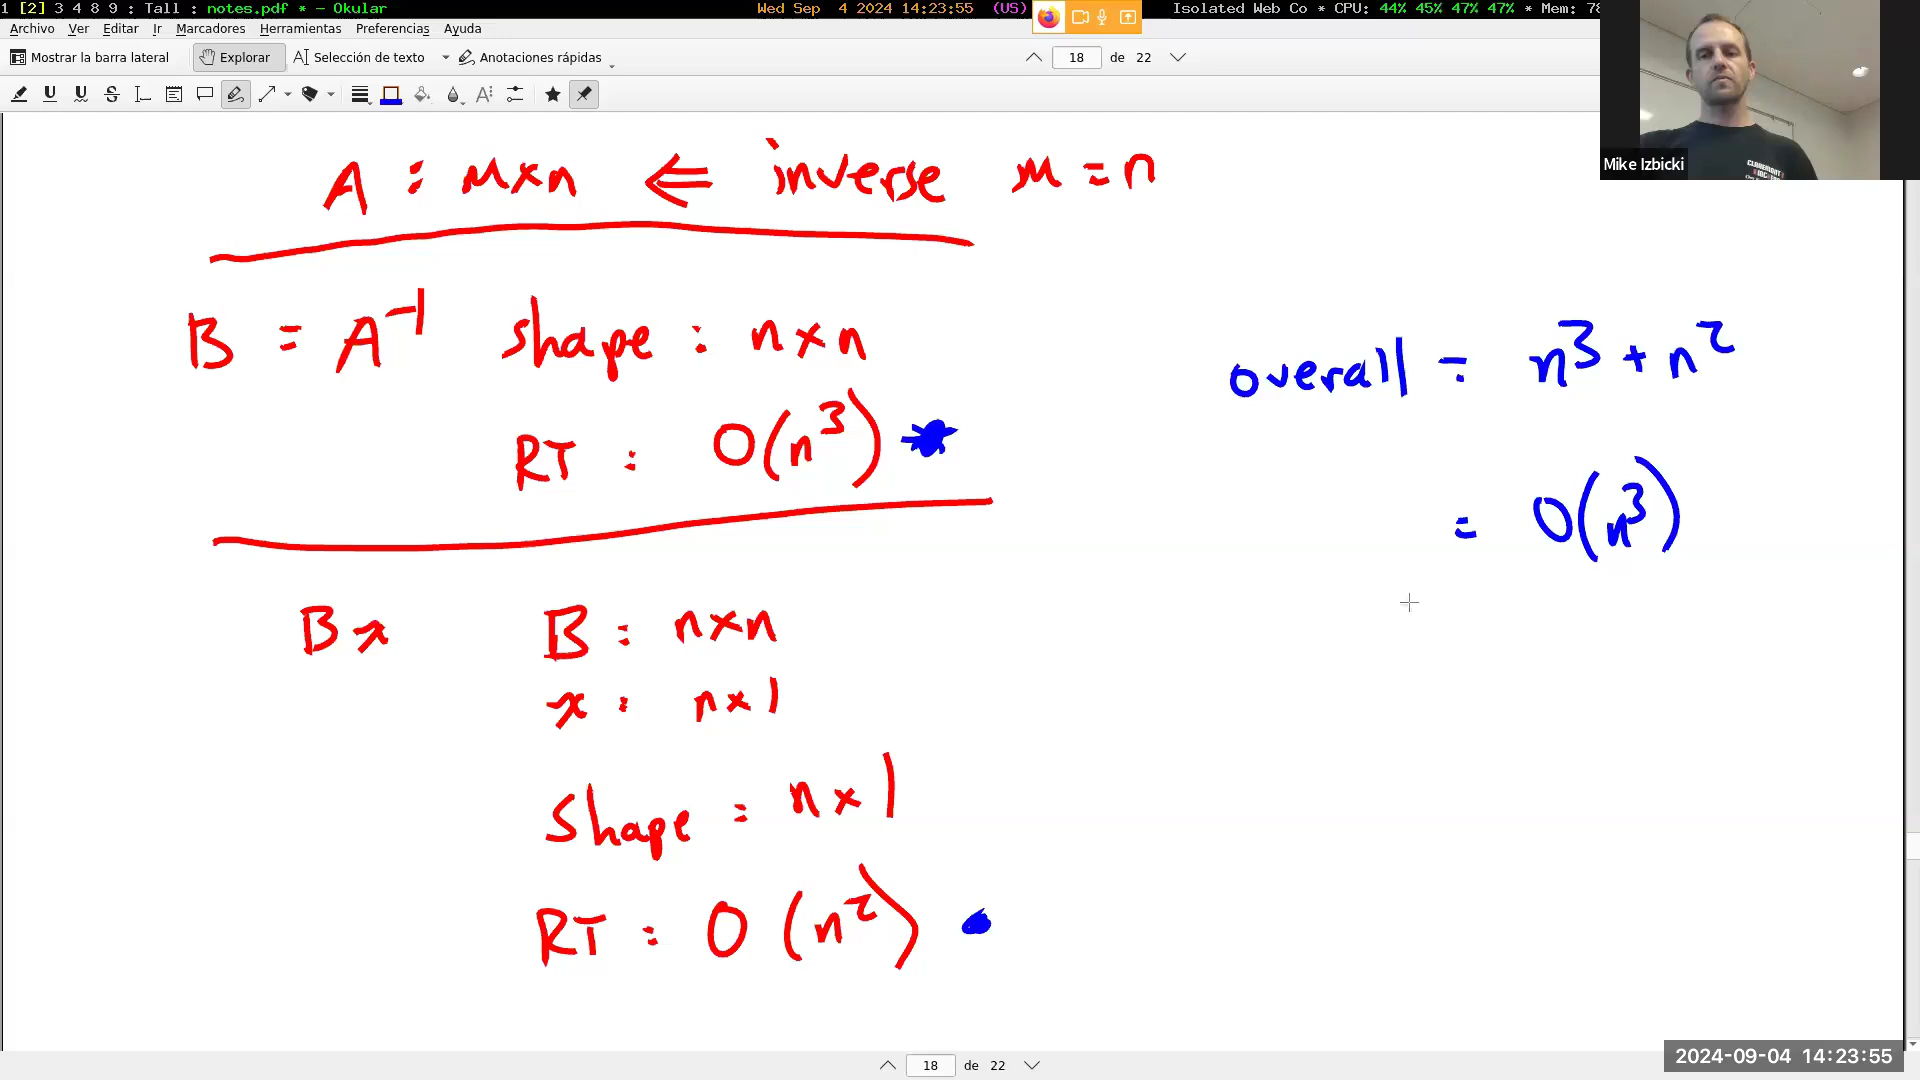 1 [2] 3 4 8 9 : Tall : notes.pdf * - Okular Wed Sep 4 2024 14:23:55 (US) Isolated Web Co * CPU: 44% 45% 47% 47% * Mem: 78
Archivo Ver Editar Ir Marcadores Herramientas Preferencias Ayuda
Mostrar la barra lateral Explorar Selección de texto Anotaciones rápidas 18 de 22
Mike Izbicki
A : m×n ⇐ inverse m = n
B = A⁻¹ shape : n×n
RT : O(n³)
overall = n³ + n²
= O(n³)
Bx B : n×n
x : n×1
shape = n×1
RT : O(n²)
18 de 22
2024-09-04 14:23:55